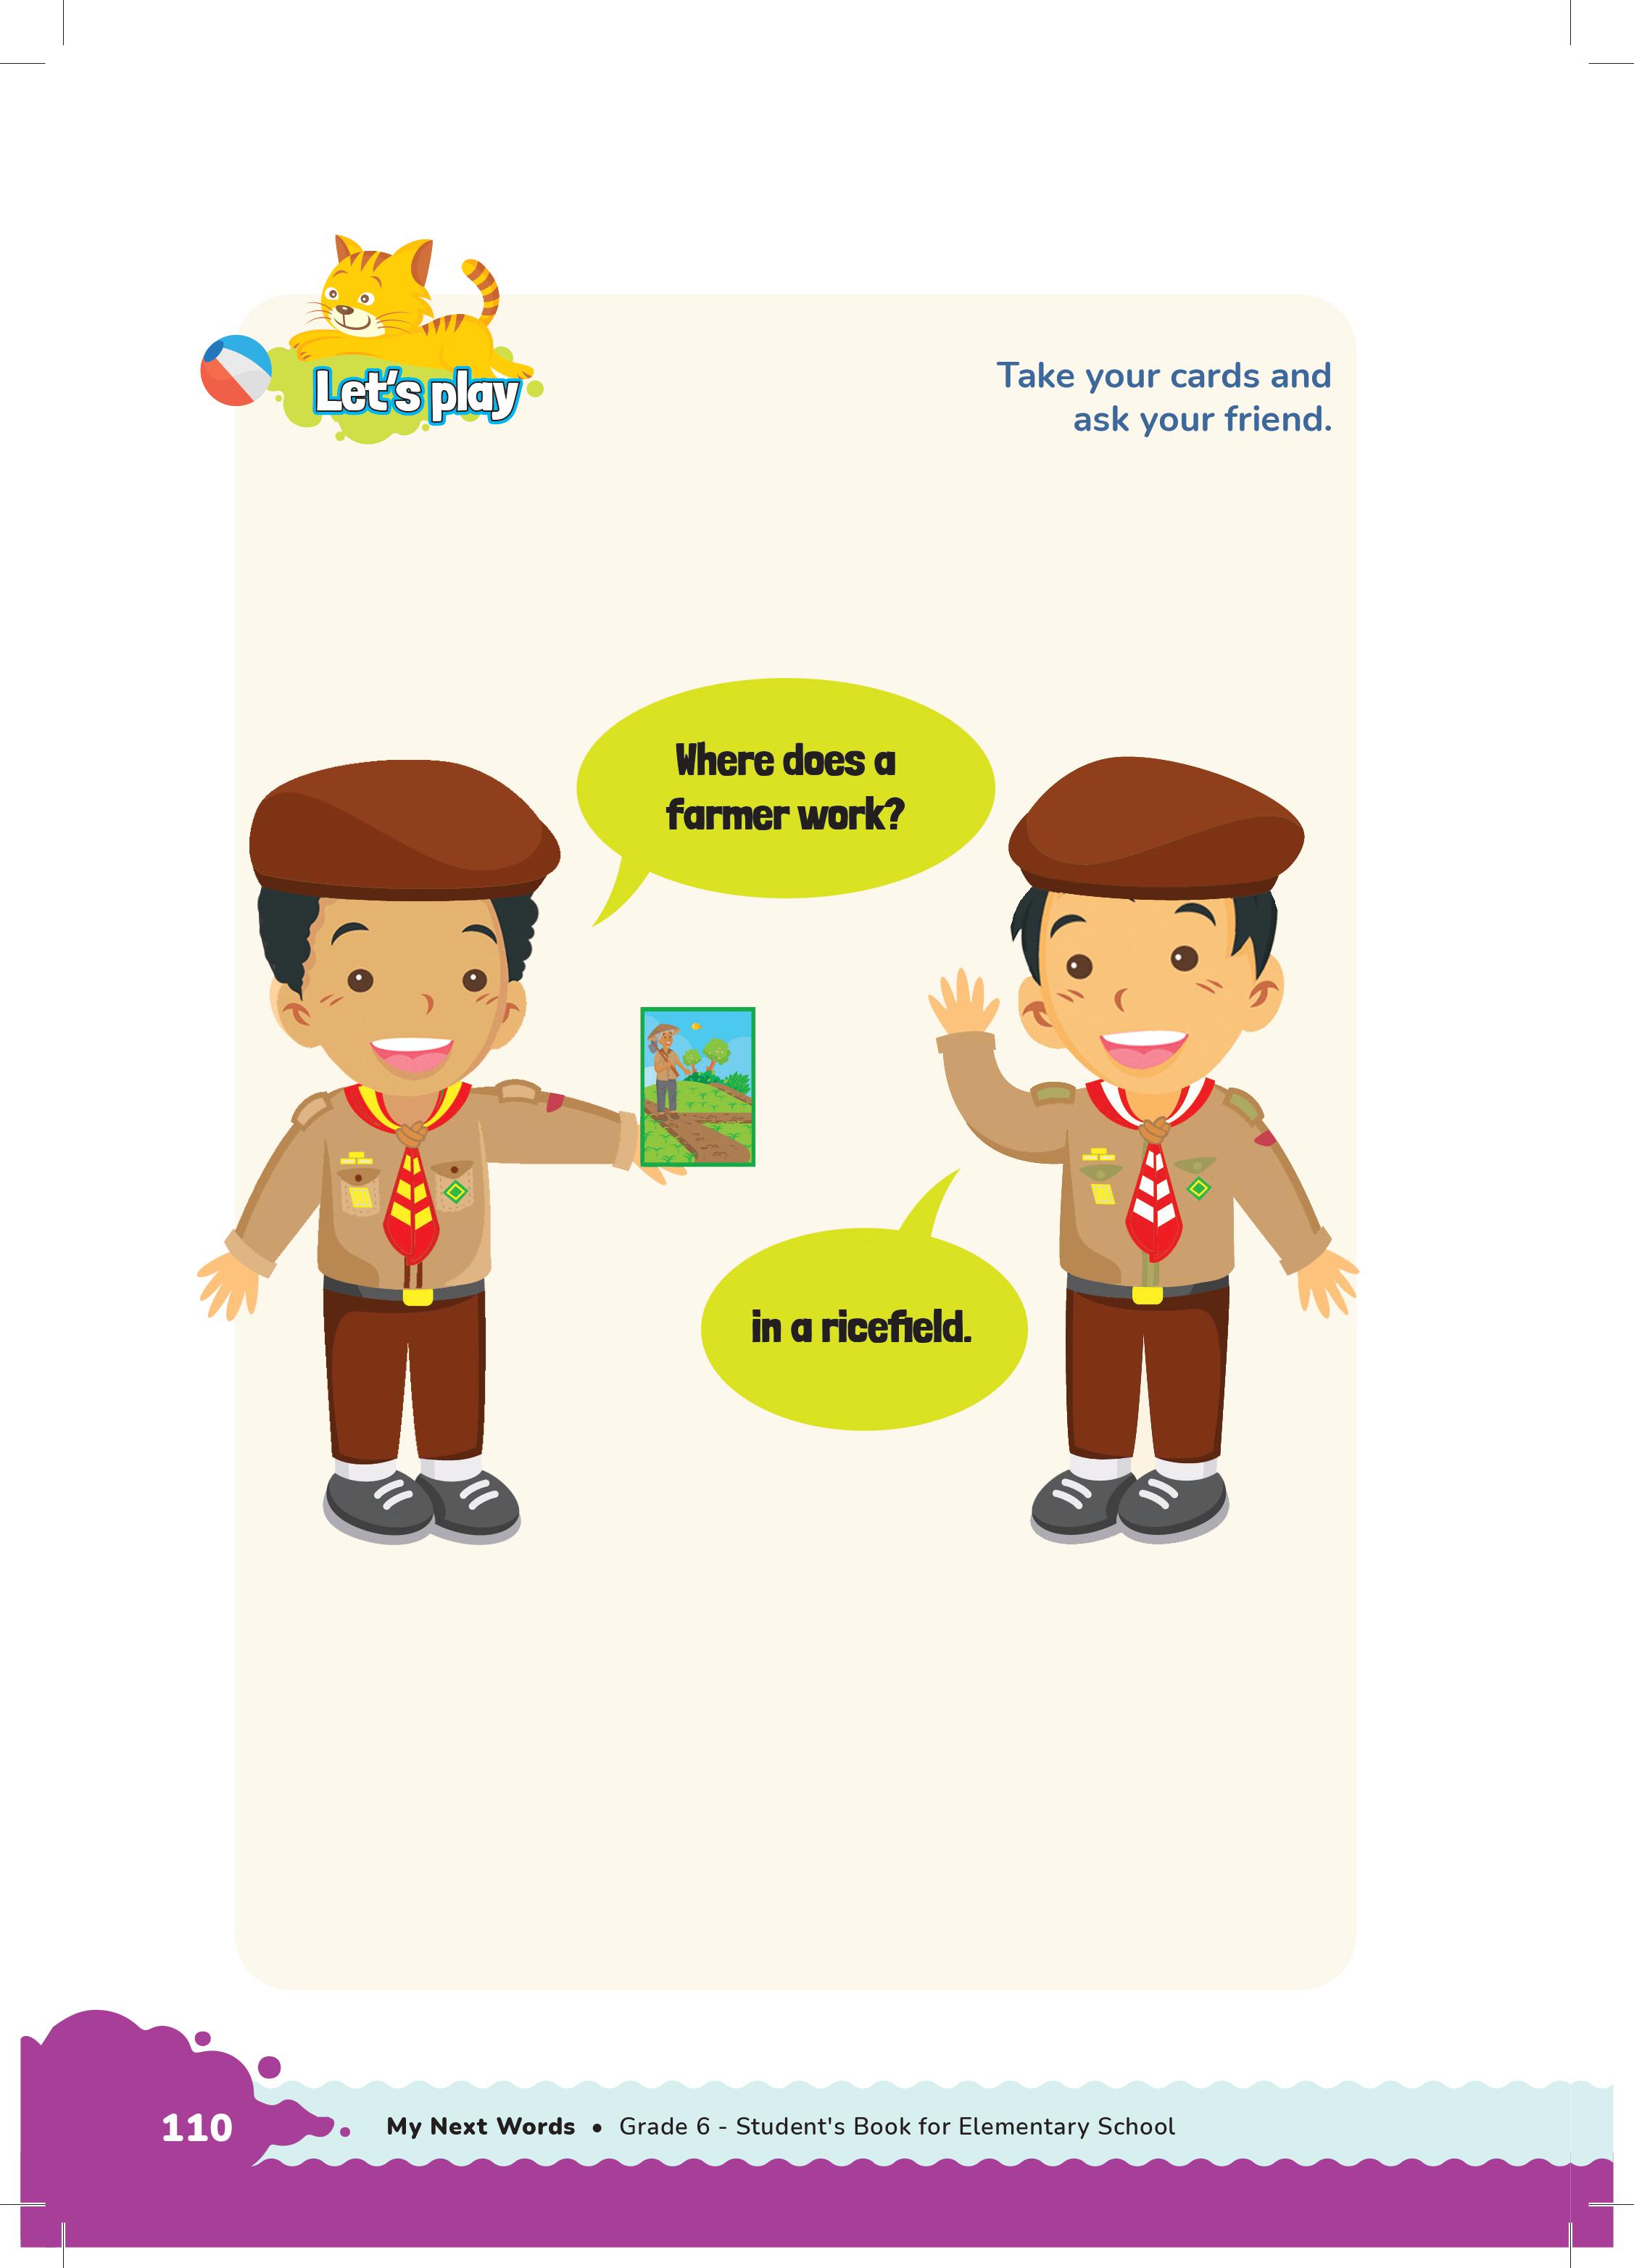 Let's play
Take your cards and
ask your friend.
Where does a
farmer work?
in a ricefield.
110
My Next Words • Grade 6 - Student's Book for Elementary School